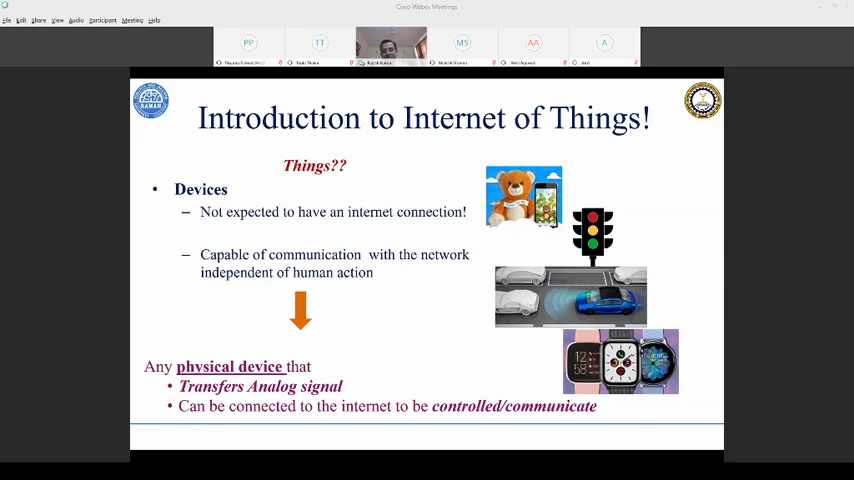 Cisco Webex Meetings
File Edit Share View Audio Participant Meeting Help
PP
TT
MS
AA
A
Introduction to Internet of Things!
Things??
• Devices
– Not expected to have an internet connection!
– Capable of communication with the network
independent of human action
12
58
Any physical device that
• Transfers Analog signal
• Can be connected to the internet to be controlled/communicate